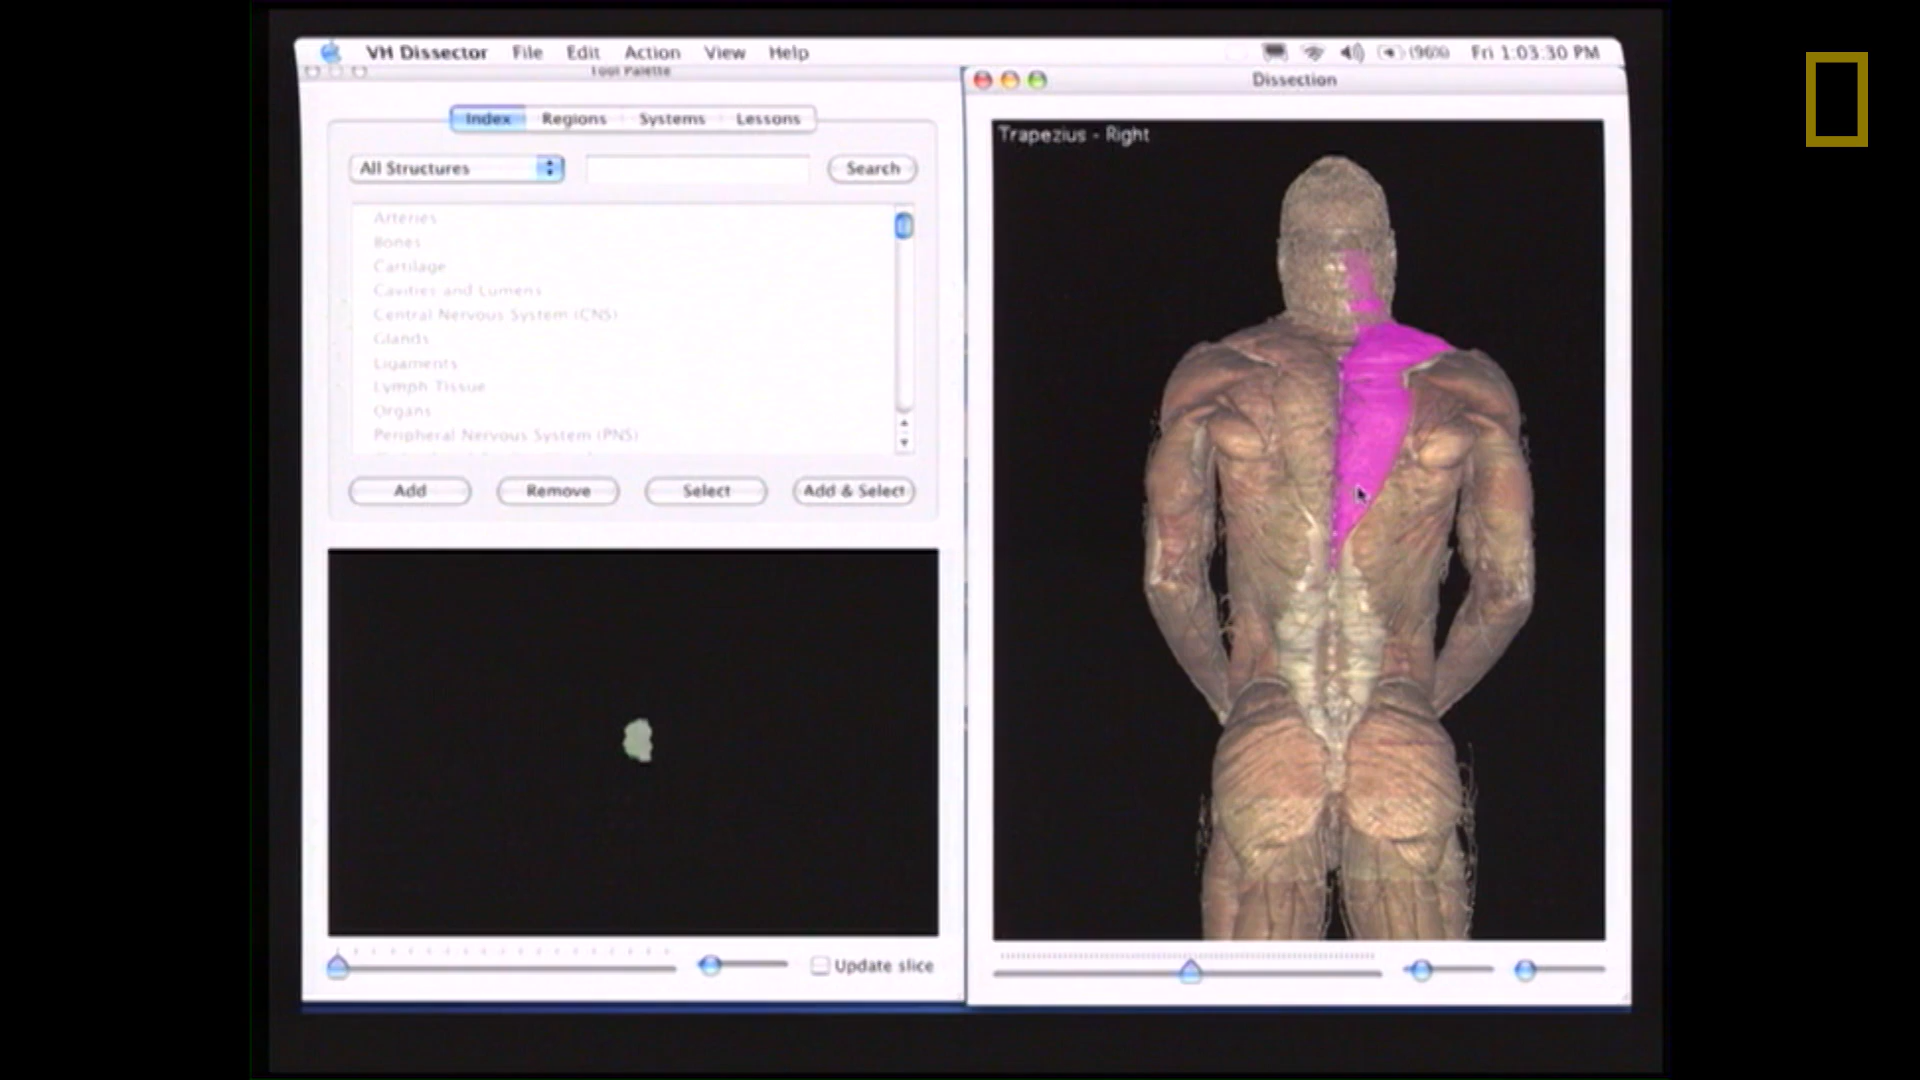 VH Dissector File Edit Action View Help
(96%) Fri 1:03:30 PM
Tool Palette
Index Regions Systems Lessons
All Structures
Search
Arteries
Bones
Cartilage
Cavities and Lumens
Central Nervous System (CNS)
Glands
Ligaments
Lymph Tissue
Organs
Peripheral Nervous System (PNS)
Add Remove Select Add & Select
Update slice
Dissection
Trapezius - Right